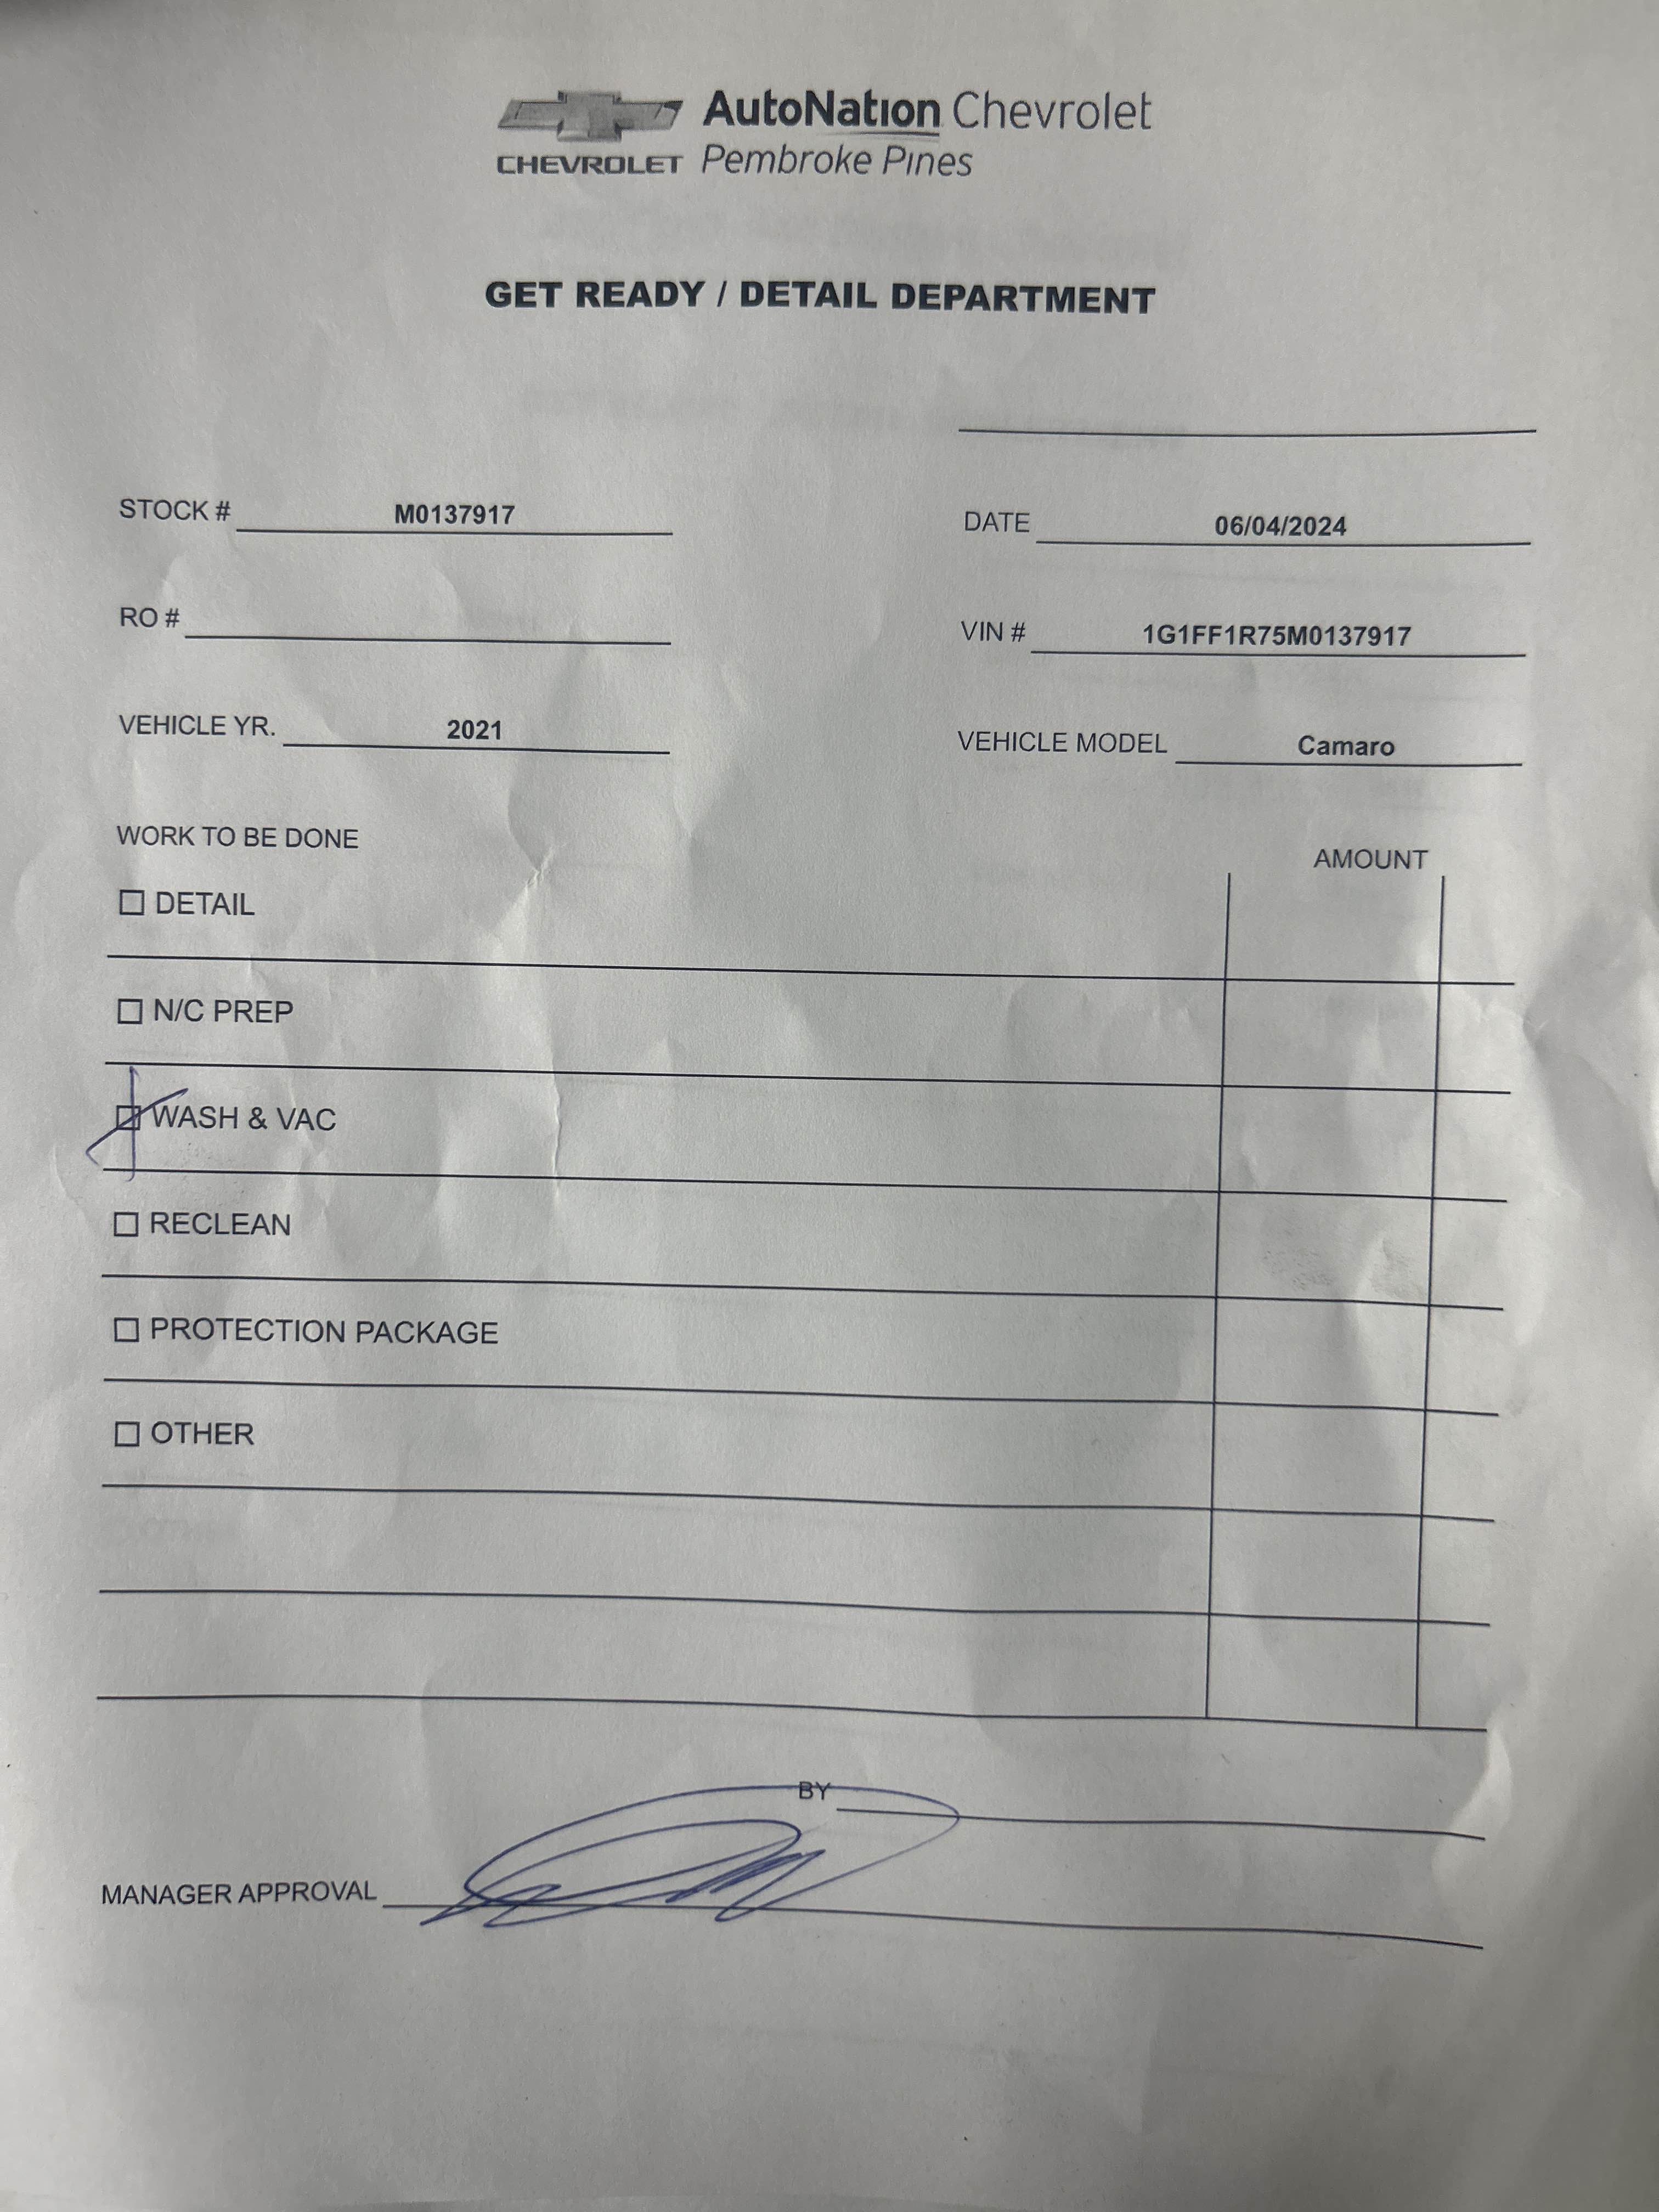 AutoNation Chevrolet
CHEVROLET Pembroke Pines
GET READY / DETAIL DEPARTMENT
STOCK # M0137917
DATE 06/04/2024
RO #
VIN # 1G1FF1R75M0137917
VEHICLE YR. 2021
VEHICLE MODEL Camaro
WORK TO BE DONE
AMOUNT
DETAIL
N/C PREP
WASH & VAC
RECLEAN
PROTECTION PACKAGE
OTHER
BY
MANAGER APPROVAL